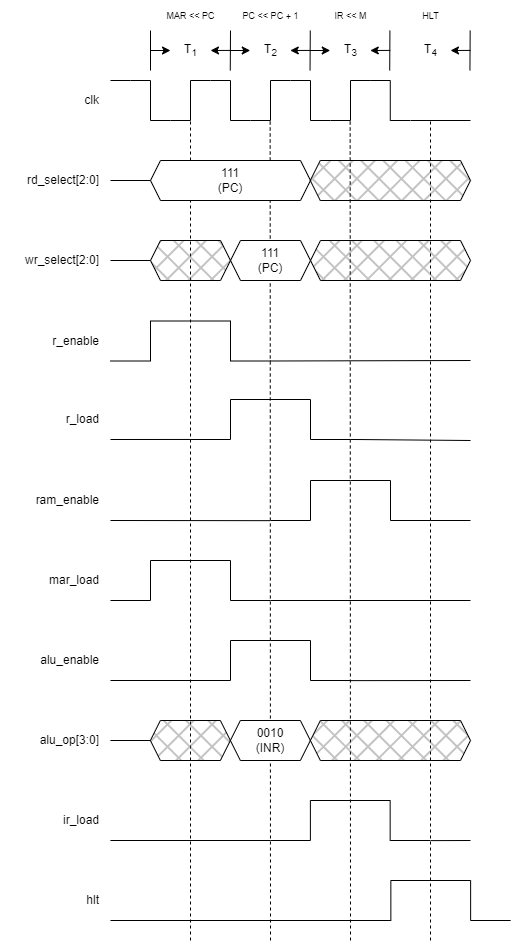 MAR << PC
PC << PC + 1
IR << M
HLT
T1
T2
T3
T4
clk
rd_select[2:0]
111
(PC)
wr_select[2:0]
111
(PC)
r_enable
r_load
ram_enable
mar_load
alu_enable
alu_op[3:0]
0010
(INR)
ir_load
hlt